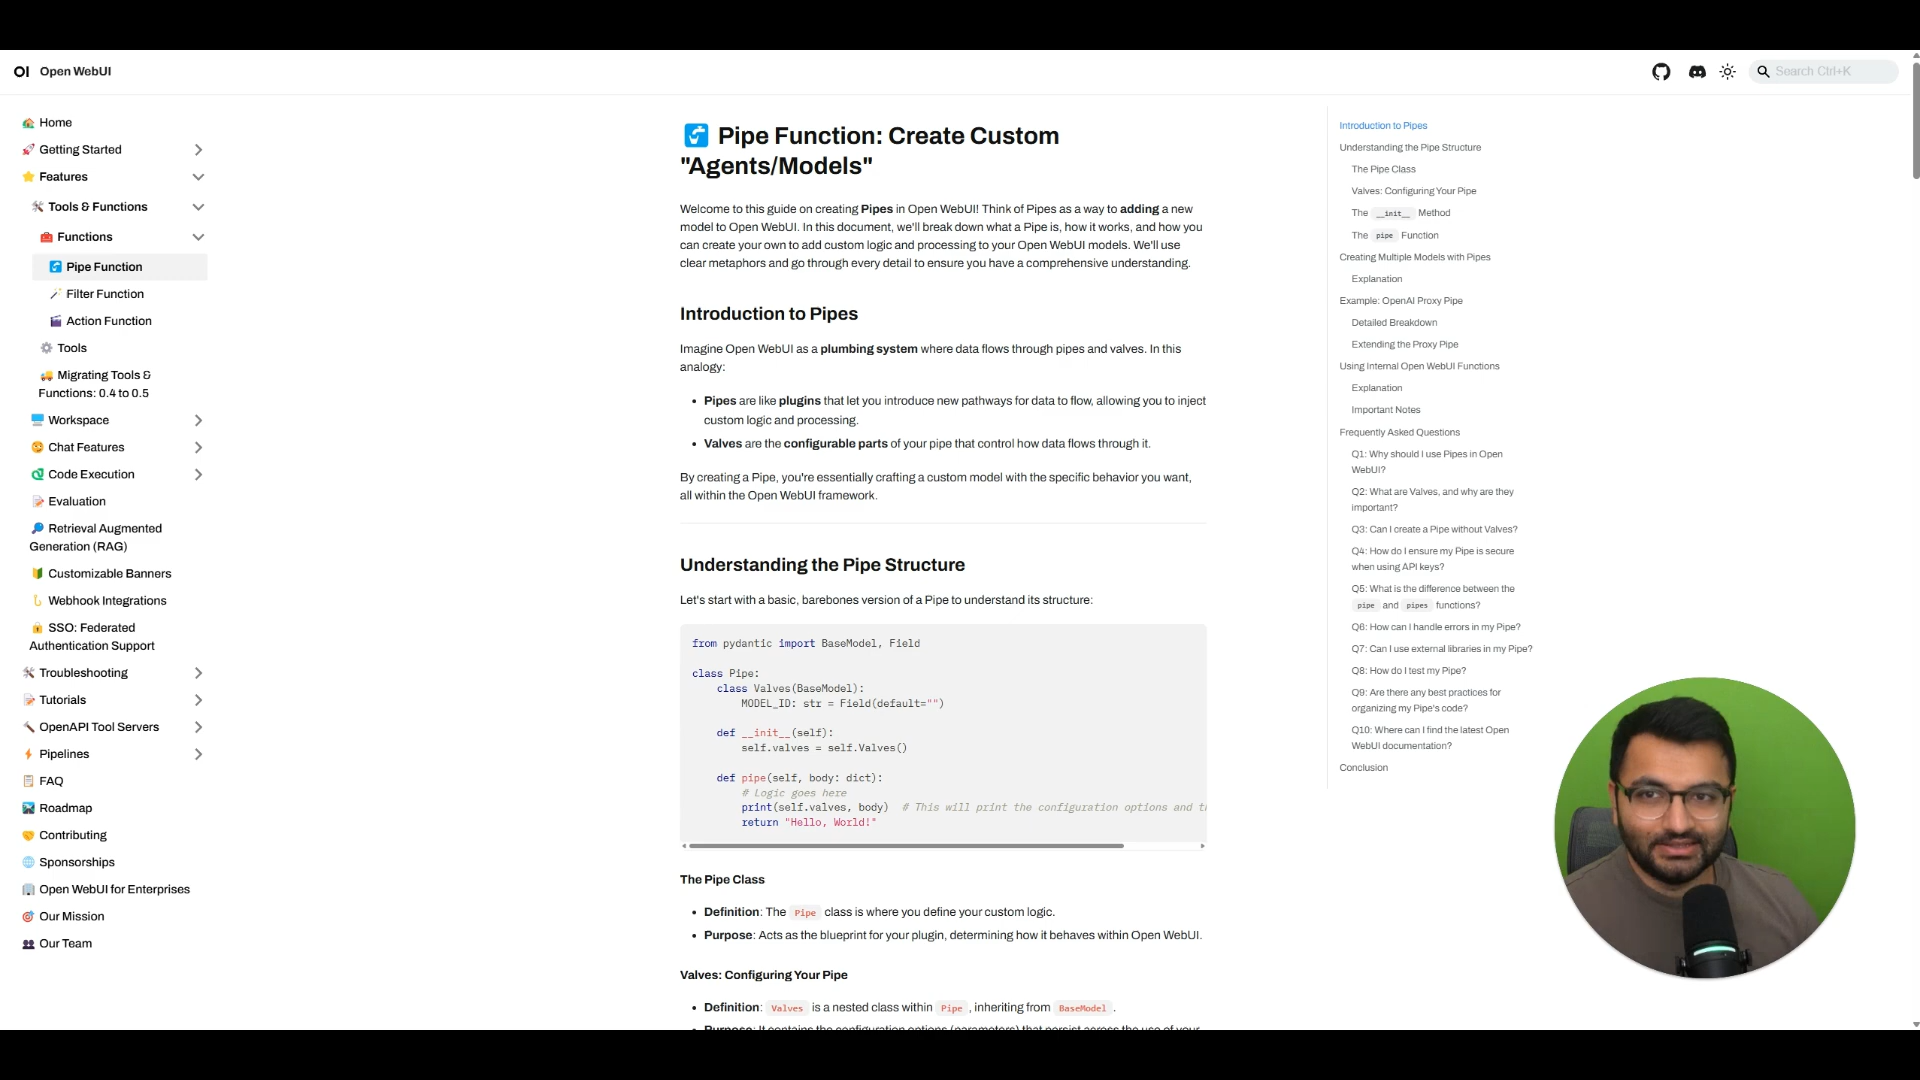 OI Open WebUI
Search Ctrl+K
Home
Getting Started
Features
Tools & Functions
Functions
Pipe Function
Filter Function
Action Function
Tools
Migrating Tools &
Functions: 0.4 to 0.5
Workspace
Chat Features
Code Execution
Evaluation
Retrieval Augmented
Generation (RAG)
Customizable Banners
Webhook Integrations
SSO: Federated
Authentication Support
Troubleshooting
Tutorials
OpenAPI Tool Servers
Pipelines
FAQ
Roadmap
Contributing
Sponsorships
Open WebUI for Enterprises
Our Mission
Our Team
Pipe Function: Create Custom
"Agents/Models"
Welcome to this guide on creating Pipes in Open WebUI! Think of Pipes as a way to adding a new
model to Open WebUI. In this document, we'll break down what a Pipe is, how it works, and how you
can create your own to add custom logic and processing to your Open WebUI models. We'll use
clear metaphors and go through every detail to ensure you have a comprehensive understanding.
Introduction to Pipes
Imagine Open WebUI as a plumbing system where data flows through pipes and valves. In this
analogy:
• Pipes are like plugins that let you introduce new pathways for data to flow, allowing you to inject
custom logic and processing.
• Valves are the configurable parts of your pipe that control how data flows through it.
By creating a Pipe, you're essentially crafting a custom model with the specific behavior you want,
all within the Open WebUI framework.
Understanding the Pipe Structure
Let's start with a basic, barebones version of a Pipe to understand its structure:
from pydantic import BaseModel, Field
class Pipe:
class Valves(BaseModel):
MODEL_ID: str = Field(default="")
def __init__(self):
self.valves = self.Valves()
def pipe(self, body: dict):
# Logic goes here
print(self.valves, body)  # This will print the configuration options and
return "Hello, World!"
The Pipe Class
• Definition: The Pipe class is where you define your custom logic.
• Purpose: Acts as the blueprint for your plugin, determining how it behaves within Open WebUI.
Valves: Configuring Your Pipe
• Definition: Valves is a nested class within Pipe, inheriting from BaseModel.
• Purpose: It contains the configuration options (parameters) that persist across the use of your
Introduction to Pipes
Understanding the Pipe Structure
The Pipe Class
Valves: Configuring Your Pipe
The __init__ Method
The pipe Function
Creating Multiple Models with Pipes
Explanation
Example: OpenAI Proxy Pipe
Detailed Breakdown
Extending the Proxy Pipe
Using Internal Open WebUI Functions
Explanation
Important Notes
Frequently Asked Questions
Q1: Why should I use Pipes in Open
WebUI?
Q2: What are Valves, and why are they
important?
Q3: Can I create a Pipe without Valves?
Q4: How do I ensure my Pipe is secure
when using API keys?
Q5: What is the difference between the
pipe and pipes functions?
Q6: How can I handle errors in my Pipe?
Q7: Can I use external libraries in my Pipe?
Q8: How do I test my Pipe?
Q9: Are there any best practices for
organizing my Pipe's code?
Q10: Where can I find the latest Open
WebUI documentation?
Conclusion